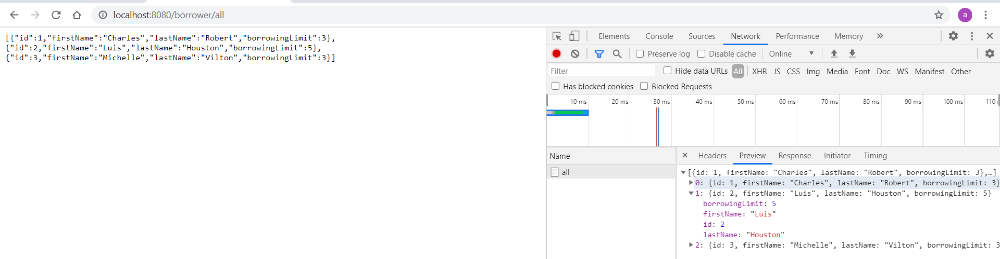 localhost:8080/borrower/all
a
[{"id":1,"firstName":"Charles","lastName":"Robert","borrowingLimit":3},
{"id":2,"firstName":"Luis","lastName":"Houston","borrowingLimit":5},
{"id":3,"firstName":"Michelle","lastName":"Vilton","borrowingLimit":3}]
Elements Console Sources Network Performance Memory »
Preserve log Disable cache Online
Filter Hide data URLs All XHR JS CSS Img Media Font Doc WS Manifest Other
Has blocked cookies Blocked Requests
10 ms 20 ms 30 ms 40 ms 50 ms 60 ms 70 ms 80 ms 90 ms 100 ms 110
Name
all
Headers Preview Response Initiator Timing
[{id: 1, firstName: "Charles", lastName: "Robert", borrowingLimit: 3},…]
0: {id: 1, firstName: "Charles", lastName: "Robert", borrowingLimit: 3}
1: {id: 2, firstName: "Luis", lastName: "Houston", borrowingLimit: 5}
borrowingLimit: 5
firstName: "Luis"
id: 2
lastName: "Houston"
2: {id: 3, firstName: "Michelle", lastName: "Vilton", borrowingLimit: 3